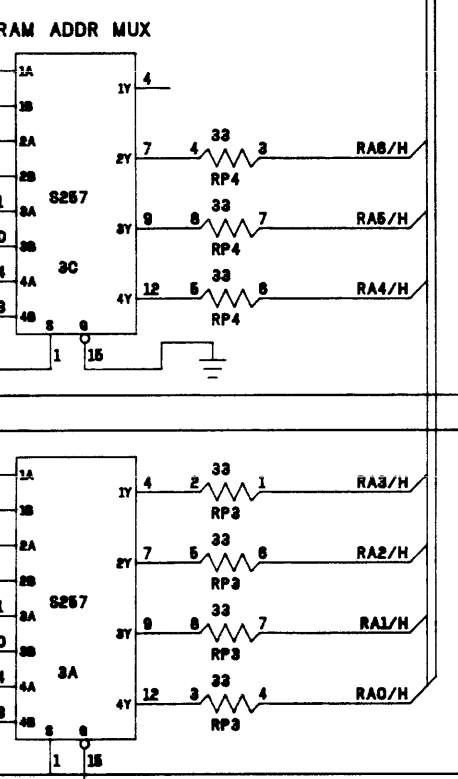 RAM ADDR MUX
1A
1Y 4
1B
2A
2Y 7 4 33 3 RA6/H
RP4
2B
S257
3A
3Y 9 8 33 7 RA5/H
RP4
3B
3C
4A
4Y 12 5 33 6 RA4/H
RP4
4B
S G
1 15
1A
1Y 4 2 33 1 RA3/H
RP3
1B
2A
2Y 7 5 33 6 RA2/H
RP3
2B
S257
3A
3Y 9 8 33 7 RA1/H
RP3
3B
3A
4A
4Y 12 3 33 4 RA0/H
RP3
4B
S G
1 15